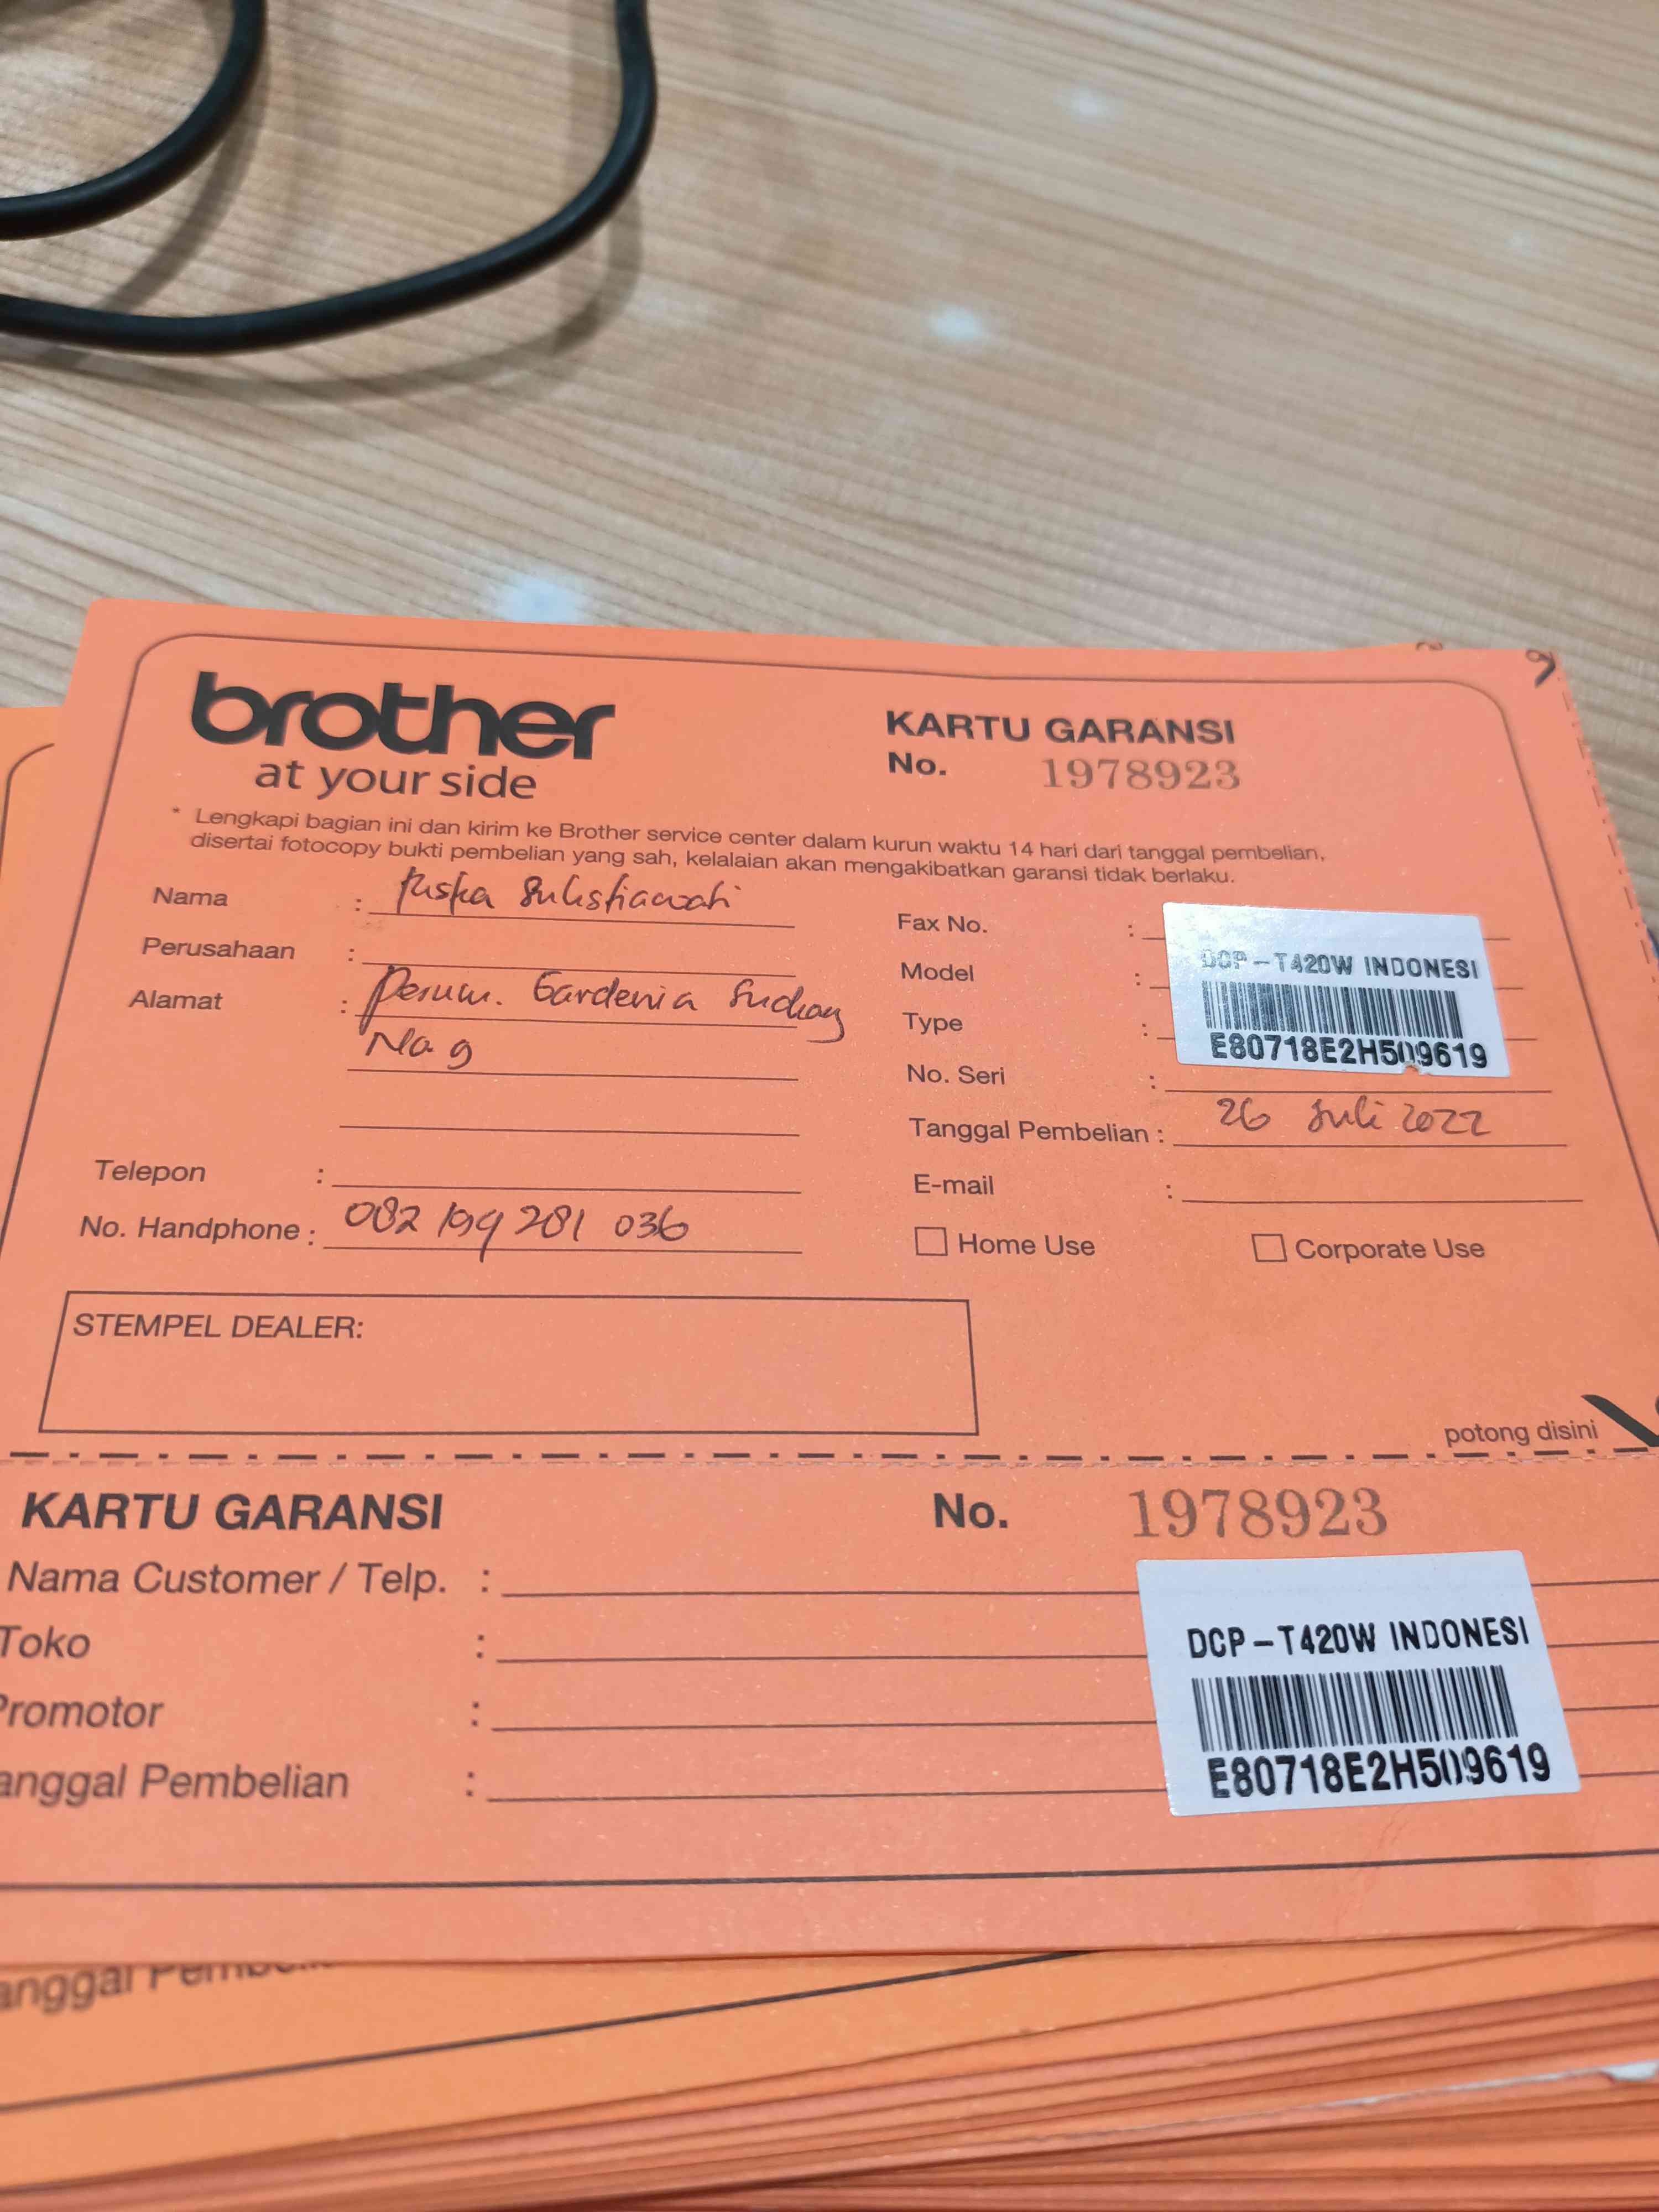 brother
at your side
KARTU GARANSI
No. 1978923
* Lengkapi bagian ini dan kirim ke Brother service center dalam kurun waktu 14 hari dari tanggal pembelian,
disertai fotocopy bukti pembelian yang sah, kelalaian akan mengakibatkan garansi tidak berlaku.
Nama :
Perusahaan :
Alamat : Perum. Gardenia
No 9
Telepon :
No. Handphone : 082 199 281 036
Fax No. :
Model :
Type :
No. Seri :
DCP-T420W INDONESI
E80718E2H509619
Tanggal Pembelian : 26 Juli 2022
E-mail :
Home Use Corporate Use
STEMPEL DEALER:
potong disini
KARTU GARANSI No. 1978923
Nama Customer / Telp. :
Toko :
Promotor :
anggal Pembelian :
DCP-T420W INDONESI
E80718E2H509619
anggal